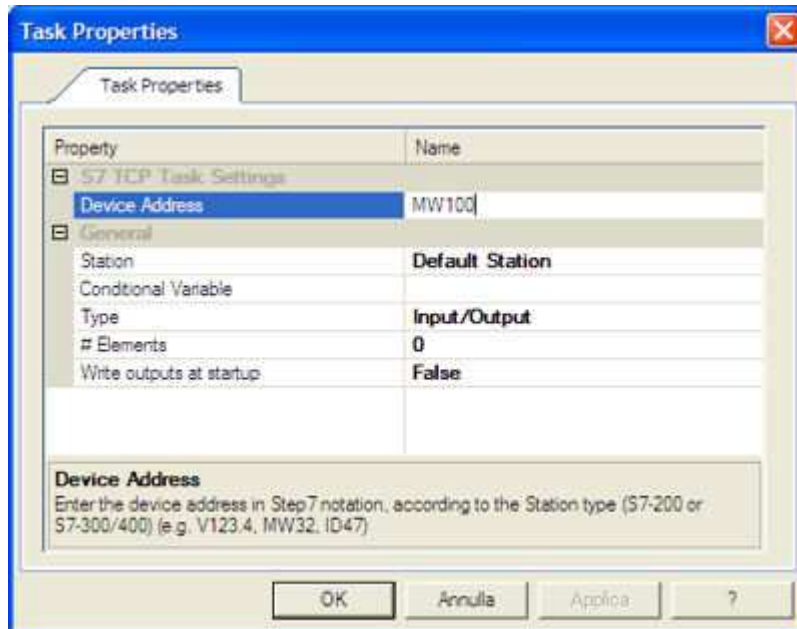 Task Properties
Task Properties
Property Name
S7 TCP Task Settings
Device Address MW100
General
Station Default Station
Conditional Variable
Type Input/Output
# Elements 0
Write outputs at startup False
Device Address
Enter the device address in Step7 notation, according to the Station type (S7-200 or
S7-300/400) (e.g. V123.4, MW32, ID47)
OK Annulla Applica ?